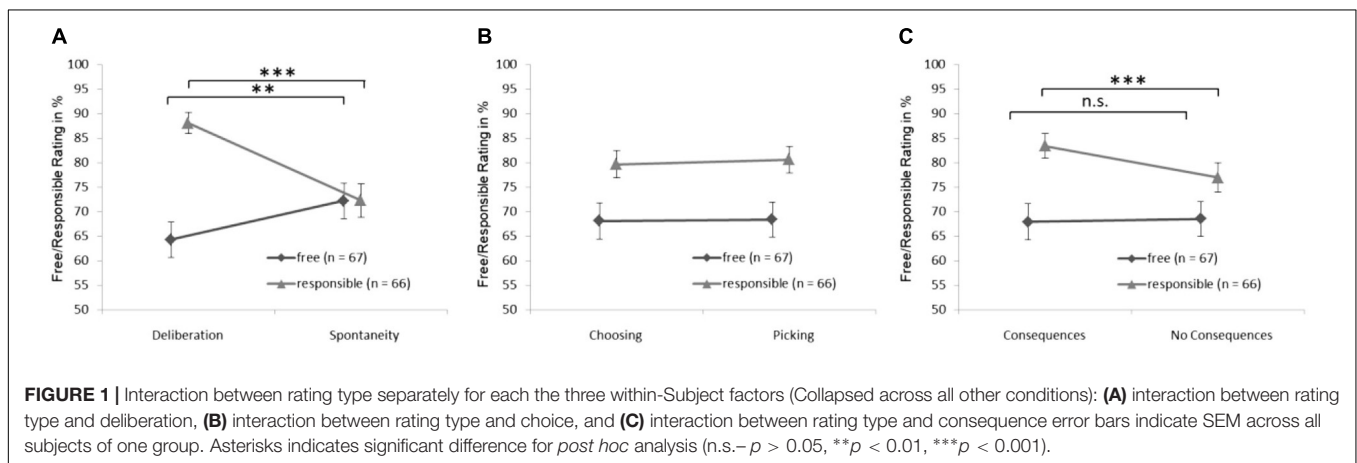 A
Free/Responsible Rating in %
100
95
90
85
80
75
70
65
60
55
50
***
**
free (n = 67)
responsible (n = 66)
Deliberation
Spontaneity
B
Free/Responsible Rating in %
100
95
90
85
80
75
70
65
60
55
50
free (n = 67)
responsible (n = 66)
Choosing
Picking
C
Free/Responsible Rating in %
100
95
90
85
80
75
70
65
60
55
50
***
n.s.
free (n = 67)
responsible (n = 66)
Consequences
No Consequences
FIGURE 1 | Interaction between rating type separately for each the three within-Subject factors (Collapsed across all other conditions): (A) interaction between rating
type and deliberation, (B) interaction between rating type and choice, and (C) interaction between rating type and consequence error bars indicate SEM across all
subjects of one group. Asterisks indicates significant difference for post hoc analysis (n.s.– p > 0.05, **p < 0.01, ***p < 0.001).